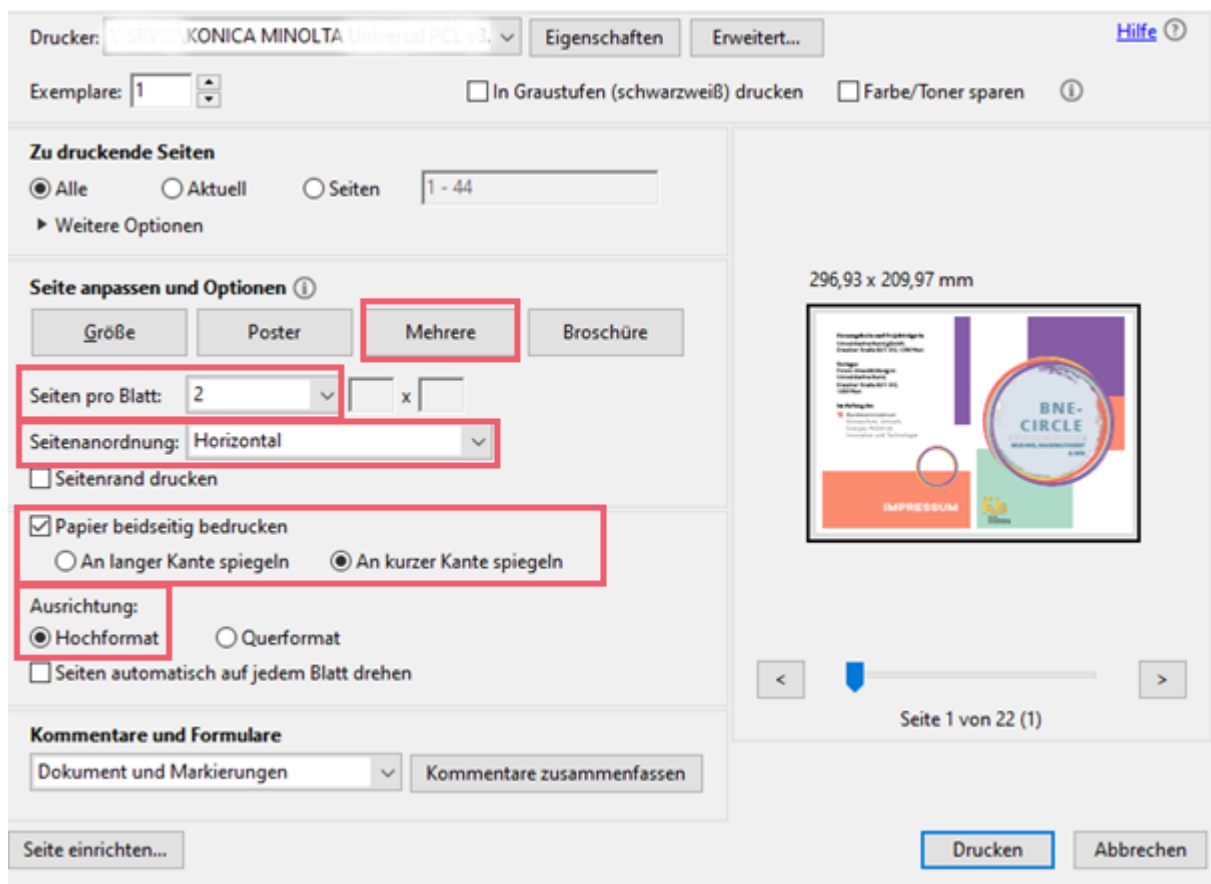 Drucker: \KONICA MINOLTA Universal PCL v3. Eigenschaften Erweitert... Hilfe
Exemplare: 1 In Graustufen (schwarzweiß) drucken Farbe/Toner sparen
Zu druckende Seiten
Alle Aktuell Seiten 1 - 44
Weitere Optionen
Seite anpassen und Optionen
Größe Poster Mehrere Broschüre
Seiten pro Blatt: 2 x
Seitenanordnung: Horizontal
Seitenrand drucken
Papier beidseitig bedrucken
An langer Kante spiegeln An kurzer Kante spiegeln
Ausrichtung:
Hochformat Querformat
Seiten automatisch auf jedem Blatt drehen
Kommentare und Formulare
Dokument und Markierungen Kommentare zusammenfassen
Seite einrichten...
296,93 x 209,97 mm
BNE-
CIRCLE
IMPRESSUM
< >
Seite 1 von 22 (1)
Drucken Abbrechen